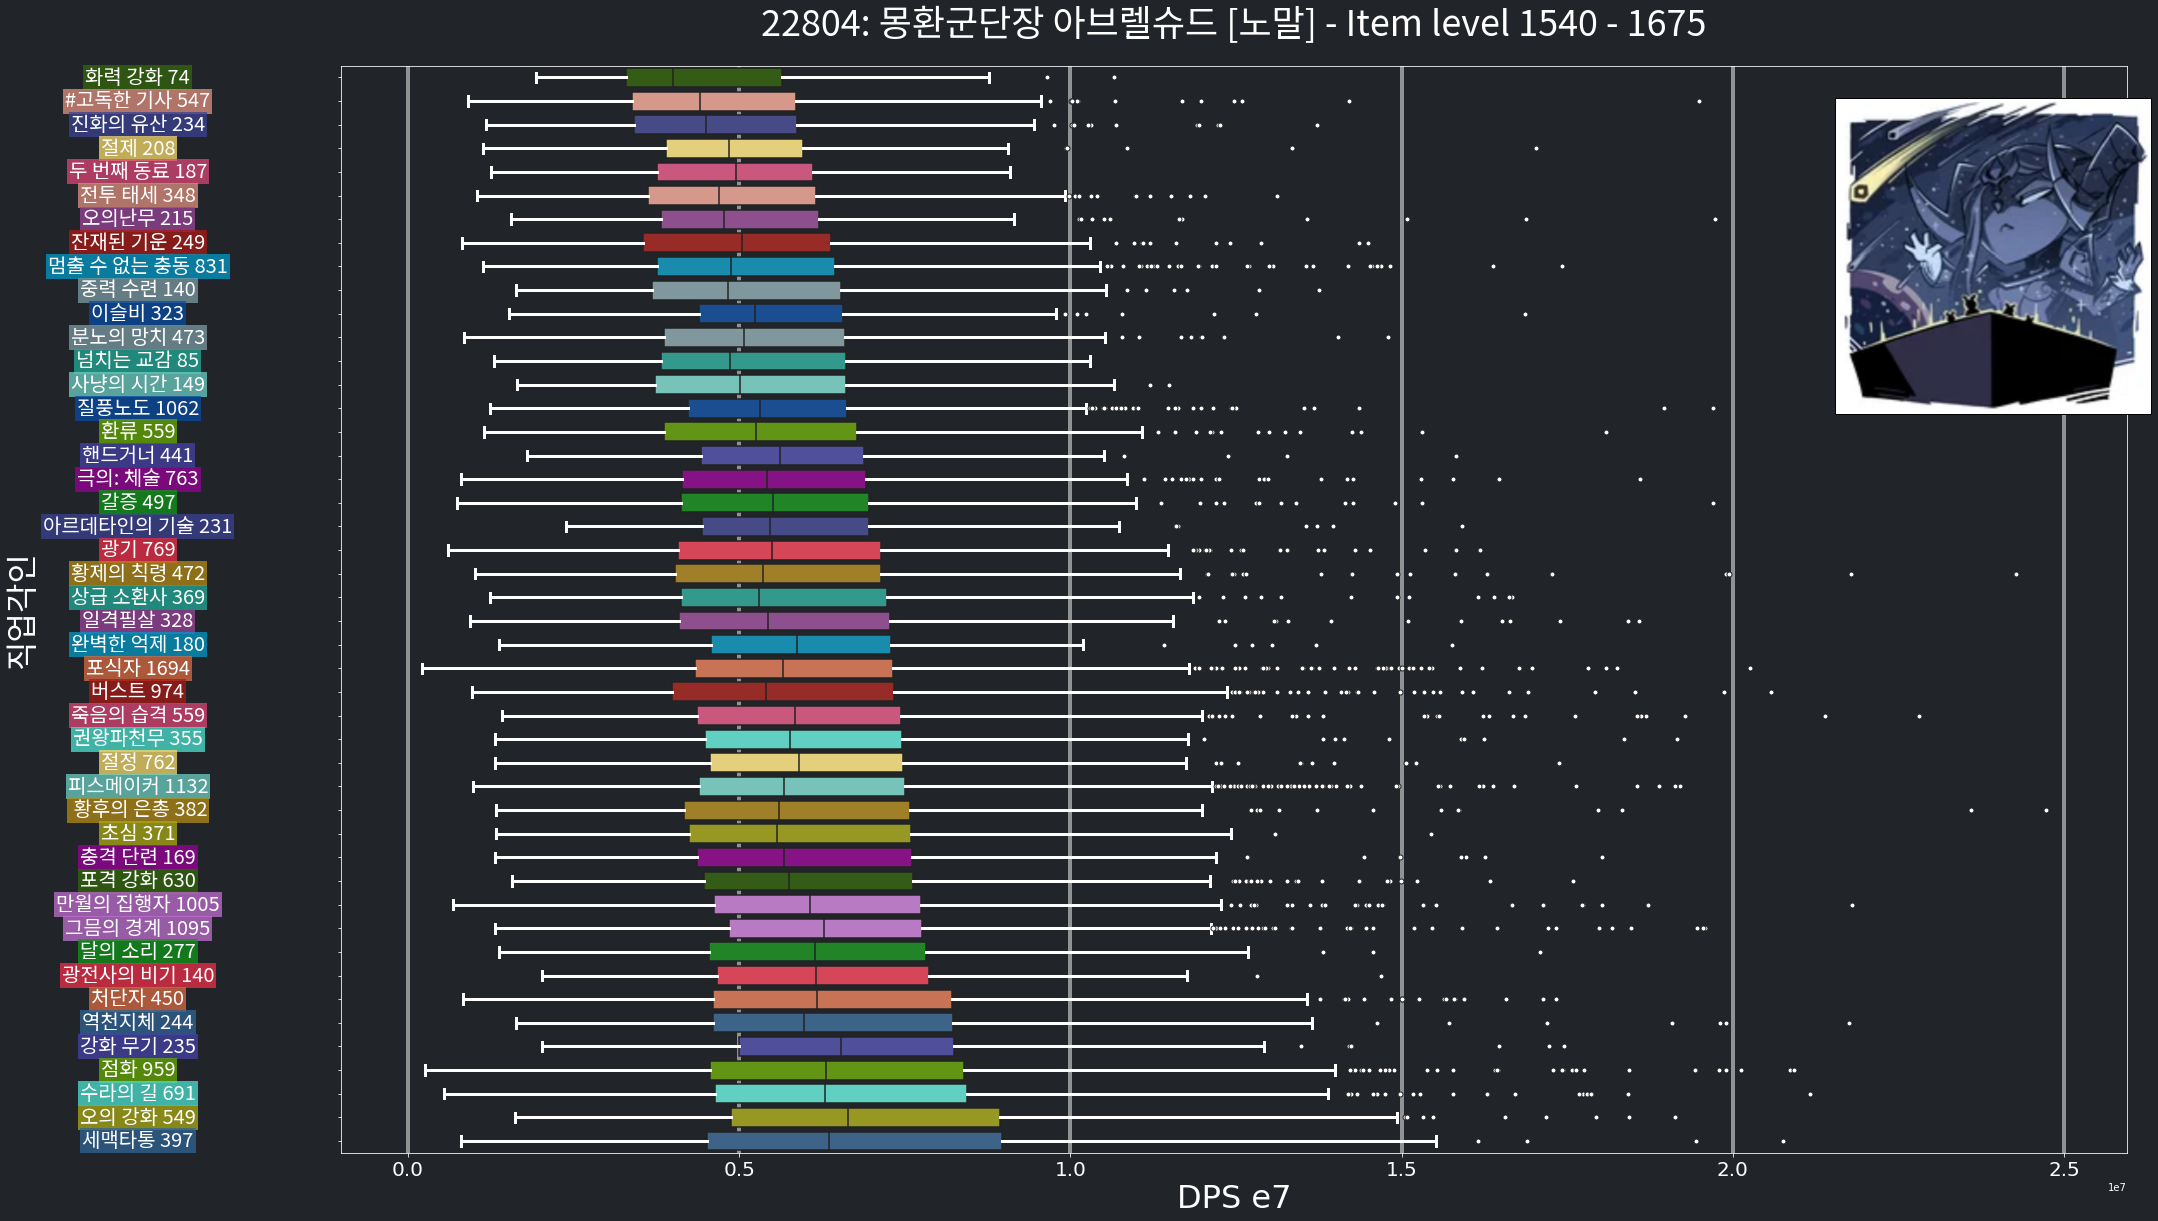 22804: 몽환군단장 아브렐슈드 [노말] - Item level 1540 - 1675
직업각인
화력 강화 74
#고독한 기사 547
진화의 유산 234
절제 208
두 번째 동료 187
전투 태세 348
오의난무 215
잔재된 기운 249
멈출 수 없는 충동 831
중력 수련 140
이슬비 323
분노의 망치 473
넘치는 교감 85
사냥의 시간 149
질풍노도 1062
환류 559
핸드거너 441
극의: 체술 763
갈증 497
아르데타인의 기술 231
광기 769
황제의 칙령 472
상급 소환사 369
일격필살 328
완벽한 억제 180
포식자 1694
버스트 974
죽음의 습격 559
권왕파천무 355
절정 762
피스메이커 1132
황후의 은총 382
초심 371
충격 단련 169
포격 강화 630
만월의 집행자 1005
그믐의 경계 1095
달의 소리 277
광전사의 비기 140
처단자 450
역천지체 244
강화 무기 235
점화 959
수라의 길 691
오의 강화 549
세맥타통 397
0.0 0.5 1.0 1.5 2.0 2.5
1e7
DPS e7